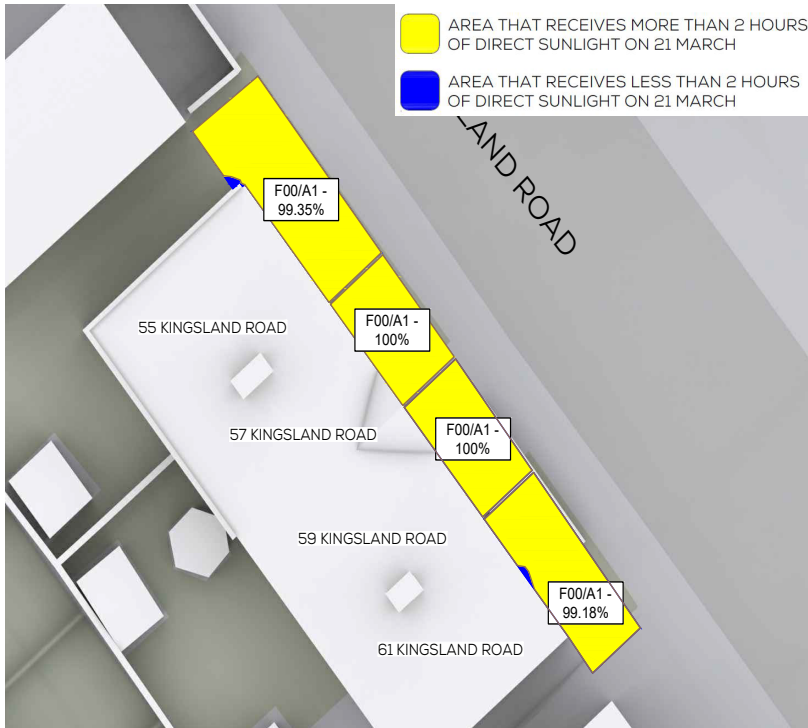 AREA THAT RECEIVES MORE THAN 2 HOURS
OF DIRECT SUNLIGHT ON 21 MARCH
AREA THAT RECEIVES LESS THAN 2 HOURS
OF DIRECT SUNLIGHT ON 21 MARCH
LAND ROAD
F00/A1 -
99.35%
55 KINGSLAND ROAD
F00/A1 -
100%
57 KINGSLAND ROAD
F00/A1 -
100%
59 KINGSLAND ROAD
F00/A1 -
99.18%
61 KINGSLAND ROAD